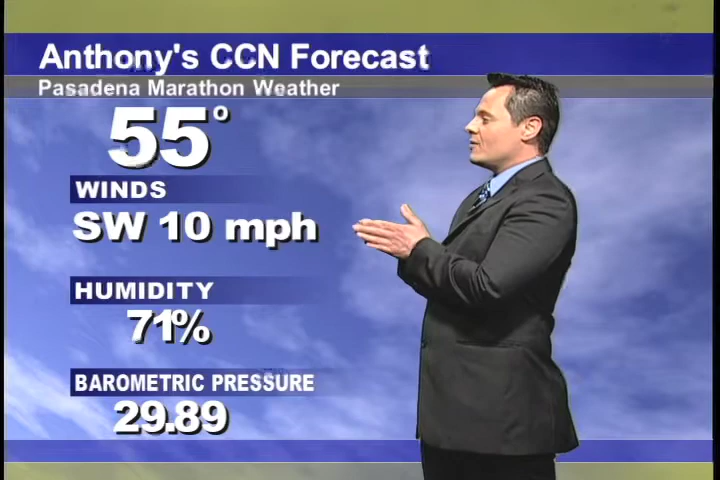 Anthony's CCN Forecast
Pasadena Marathon Weather
55°
WINDS
SW 10 mph
HUMIDITY
71%
BAROMETRIC PRESSURE
29.89